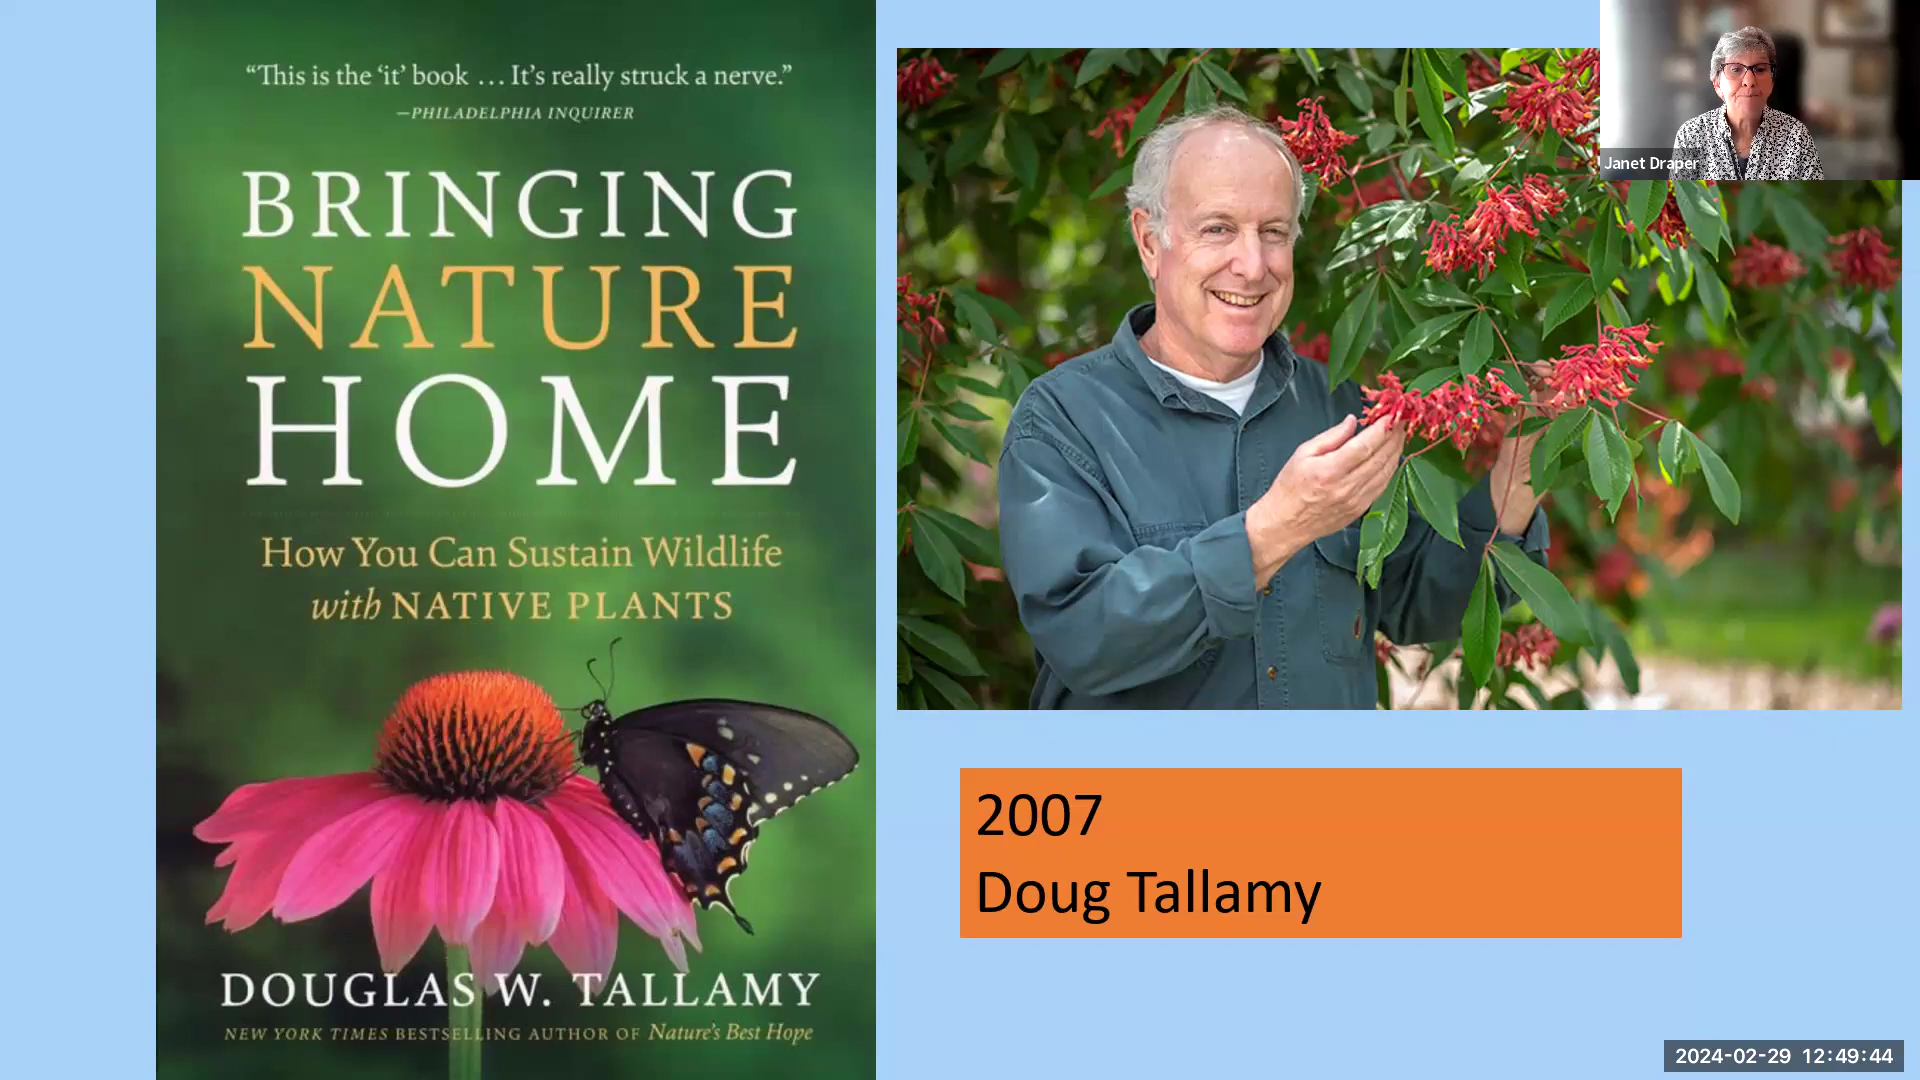 “This is the ‘it’ book … It’s really struck a nerve.”
—PHILADELPHIA INQUIRER
BRINGING
NATURE
HOME
How You Can Sustain Wildlife
with NATIVE PLANTS
DOUGLAS W. TALLAMY
NEW YORK TIMES BESTSELLING AUTHOR OF Nature’s Best Hope
Janet Draper
2007
Doug Tallamy
2024-02-29 12:49:44